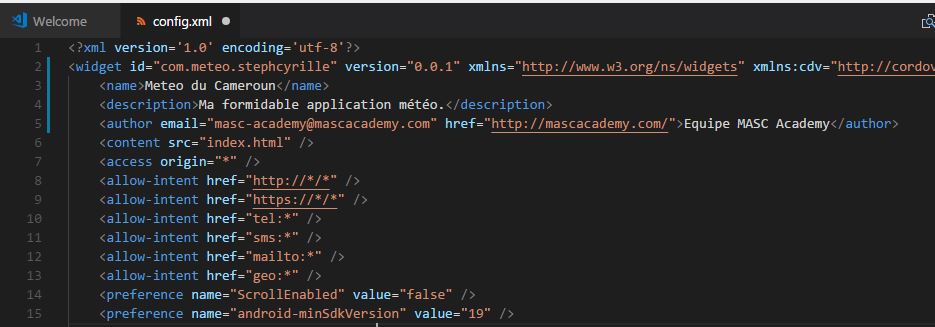 Welcome
config.xml
1 <?xml version='1.0' encoding='utf-8'?>
2 <widget id="com.meteo.stephcyrille" version="0.0.1" xmlns="http://www.w3.org/ns/widgets" xmlns:cdv="http://cordov
3 <name>Meteo du Cameroun</name>
4 <description>Ma formidable application météo.</description>
5 <author email="masc-academy@mascacademy.com" href="http://mascacademy.com/">Equipe MASC Academy</author>
6 <content src="index.html" />
7 <access origin="*" />
8 <allow-intent href="http://*/*" />
9 <allow-intent href="https://*/*" />
10 <allow-intent href="tel:*" />
11 <allow-intent href="sms:*" />
12 <allow-intent href="mailto:*" />
13 <allow-intent href="geo:*" />
14 <preference name="ScrollEnabled" value="false" />
15 <preference name="android-minSdkVersion" value="19" />